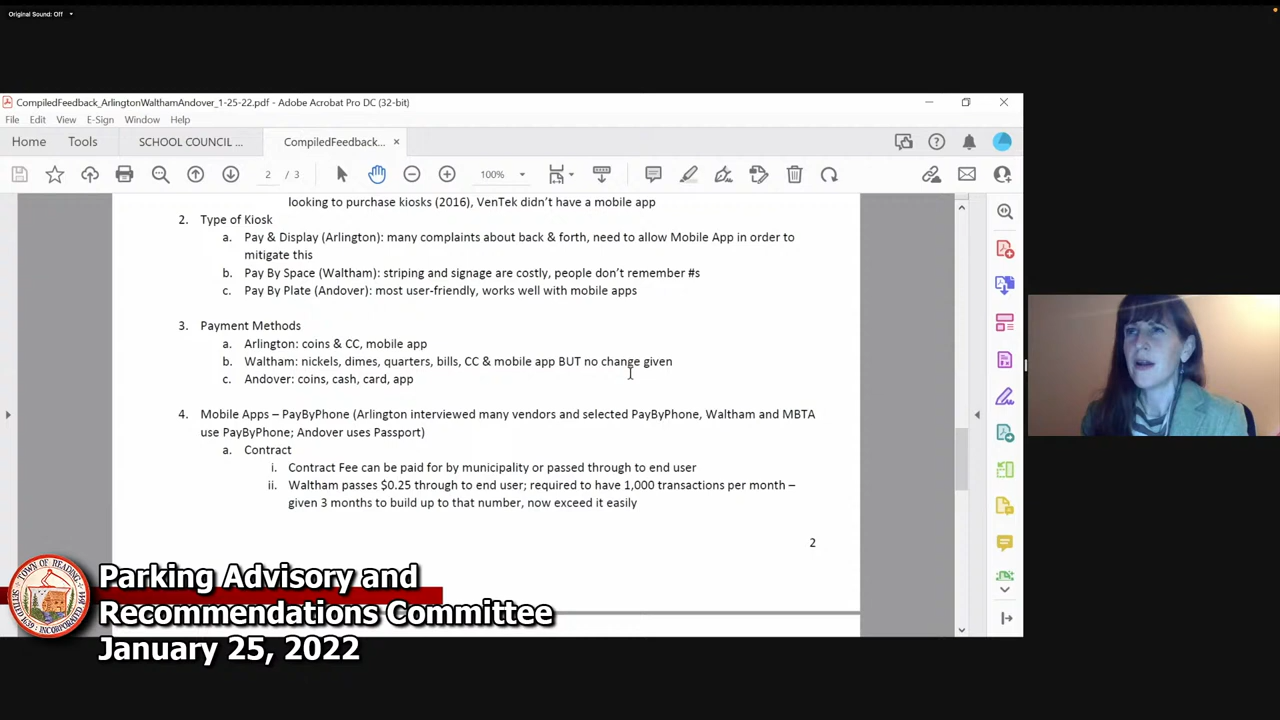 Original Sound: Off
CompiledFeedback_ArlingtonWalthamAndover_1-25-22.pdf - Adobe Acrobat Pro DC (32-bit)
File Edit View E-Sign Window Help
Home Tools SCHOOL COUNCIL ... CompiledFeedback...
2 / 3 100%
looking to purchase kiosks (2016), VenTek didn't have a mobile app
2. Type of Kiosk
a. Pay & Display (Arlington): many complaints about back & forth, need to allow Mobile App in order to
mitigate this
b. Pay By Space (Waltham): striping and signage are costly, people don't remember #s
c. Pay By Plate (Andover): most user-friendly, works well with mobile apps
3. Payment Methods
a. Arlington: coins & CC, mobile app
b. Waltham: nickels, dimes, quarters, bills, CC & mobile app BUT no change given
c. Andover: coins, cash, card, app
4. Mobile Apps – PayByPhone (Arlington interviewed many vendors and selected PayByPhone, Waltham and MBTA
use PayByPhone; Andover uses Passport)
a. Contract
i. Contract Fee can be paid for by municipality or passed through to end user
ii. Waltham passes $0.25 through to end user; required to have 1,000 transactions per month –
given 3 months to build up to that number, now exceed it easily
2
TOWN OF READING
Parking Advisory and
Recommendations Committee
January 25, 2022